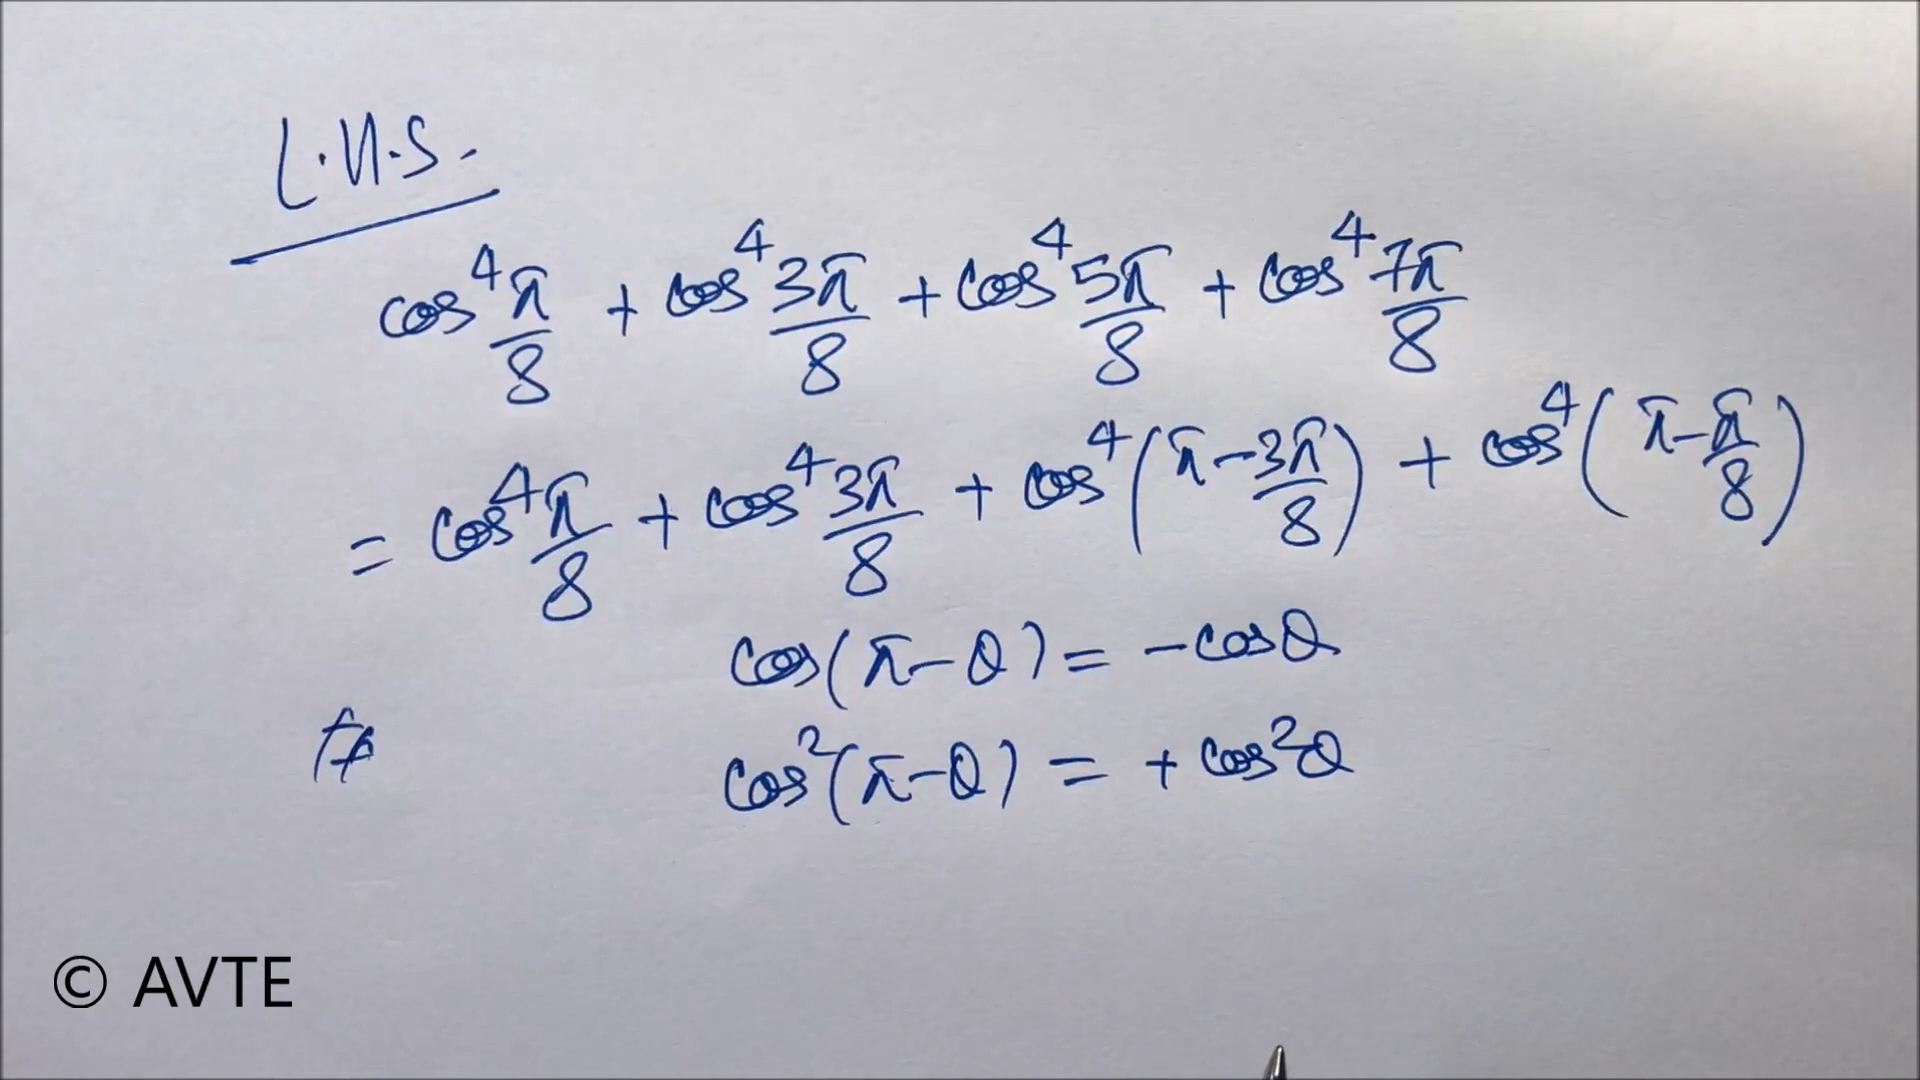 L.H.S.
cos⁴ π/8 + cos⁴ 3π/8 + cos⁴ 5π/8 + cos⁴ 7π/8
= cos⁴ π/8 + cos⁴ 3π/8 + cos⁴ (π - 3π/8) + cos⁴ (π - π/8)
cos(π - θ) = - cosθ
cos²(π - θ) = + cos²θ
© AVTE